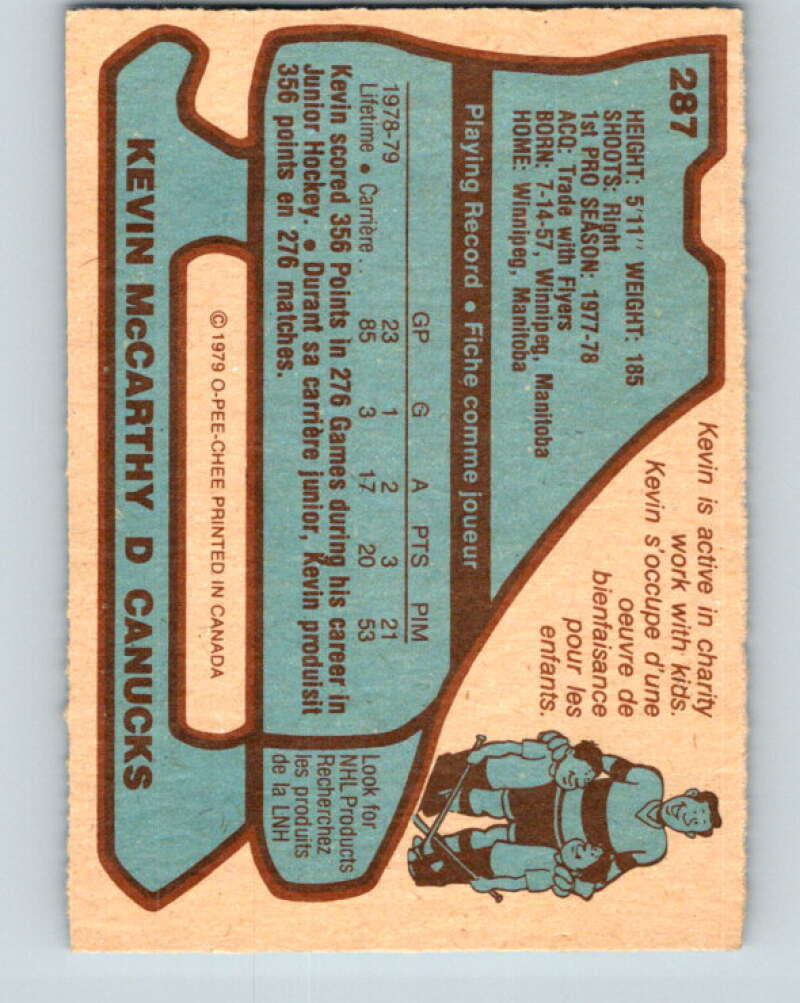 287
HEIGHT: 5'11" WEIGHT: 185
SHOOTS: Right
1st PRO SEASON: 1977-78
ACQ: Trade with Flyers
BORN: 7-14-57, Winnipeg, Manitoba
HOME: Winnipeg, Manitoba
Kevin is active in charity
work with kids.
Kevin s'occupe d'une
oeuvre de
bienfaisance
pour les
enfants.
Playing Record • Fiche comme joueur
GP G A PTS PIM
1978-79 23 1 2 3 21
Lifetime • Carrière .. 85 3 17 20 53
Kevin scored 356 Points in 276 Games during his career in
Junior Hockey. • Durant sa carrière junior, Kevin produisit
356 points en 276 matches.
Look for
NHL Products
Recherchez
les produits
de la LNH
© 1979 O-PEE-CHEE PRINTED IN CANADA
KEVIN McCARTHY D CANUCKS